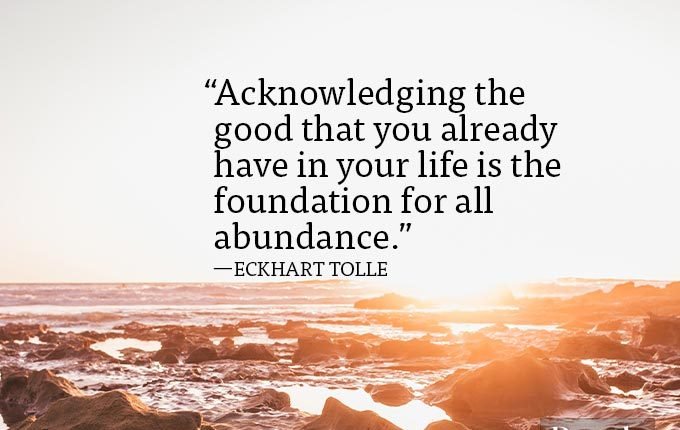 “Acknowledging the
good that you already
have in your life is the
foundation for all
abundance.”
—ECKHART TOLLE